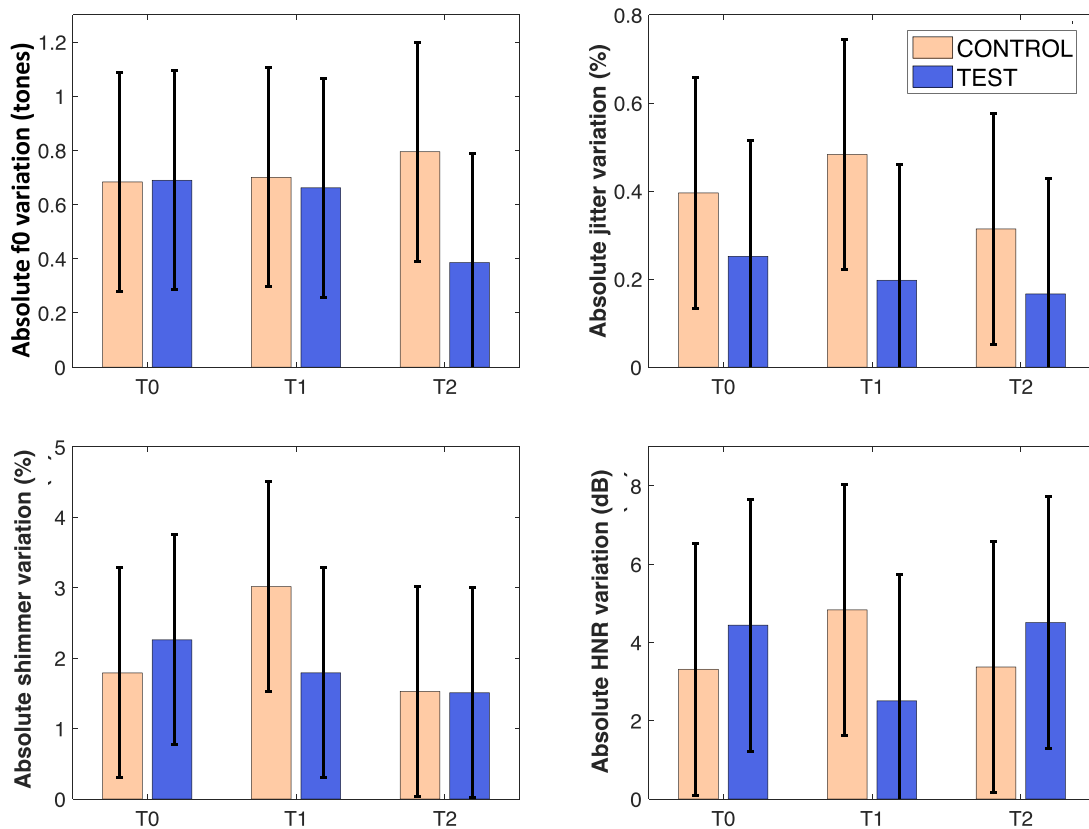 Absolute f0 variation (tones)
1.2
1
0.8
0.6
0.4
0.2
0
T0 T1 T2
Absolute jitter variation (%)
0.8
0.6
0.4
0.2
0
T0 T1 T2
CONTROL
TEST
Absolute shimmer variation (%)
5
4
3
2
1
0
T0 T1 T2
Absolute HNR variation (dB)
8
6
4
2
0
T0 T1 T2